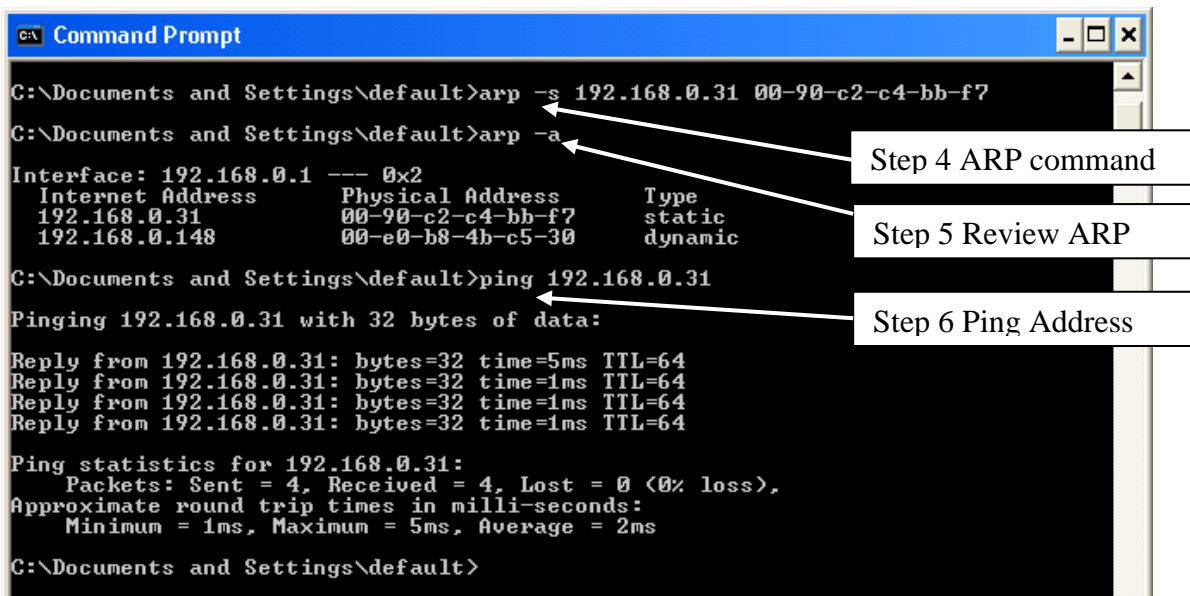 Command Prompt
C:\Documents and Settings\default>arp -s 192.168.0.31 00-90-c2-c4-bb-f7
C:\Documents and Settings\default>arp -a
Step 4 ARP command
Interface: 192.168.0.1 --- 0x2
Internet Address Physical Address Type
192.168.0.31 00-90-c2-c4-bb-f7 static
192.168.0.148 00-e0-b8-4b-c5-30 dynamic
Step 5 Review ARP
C:\Documents and Settings\default>ping 192.168.0.31
Pinging 192.168.0.31 with 32 bytes of data:
Step 6 Ping Address
Reply from 192.168.0.31: bytes=32 time=5ms TTL=64
Reply from 192.168.0.31: bytes=32 time=1ms TTL=64
Reply from 192.168.0.31: bytes=32 time=1ms TTL=64
Reply from 192.168.0.31: bytes=32 time=1ms TTL=64
Ping statistics for 192.168.0.31:
Packets: Sent = 4, Received = 4, Lost = 0 (0% loss),
Approximate round trip times in milli-seconds:
Minimum = 1ms, Maximum = 5ms, Average = 2ms
C:\Documents and Settings\default>